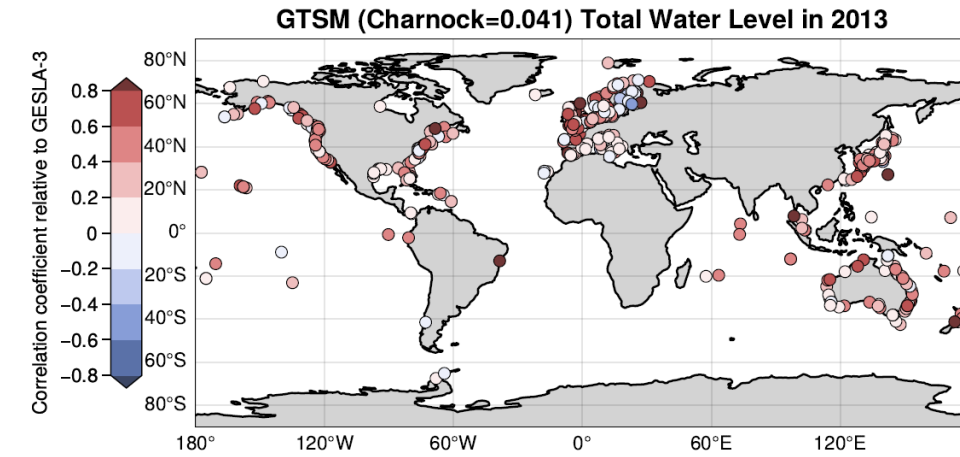 GTSM (Charnock=0.041) Total Water Level in 2013
Correlation coefficient relative to GESLA-3
0.8
0.6
0.4
0.2
0
−0.2
−0.4
−0.6
−0.8
80°N
60°N
40°N
20°N
0°
20°S
40°S
60°S
80°S
180°
120°W
60°W
0°
60°E
120°E